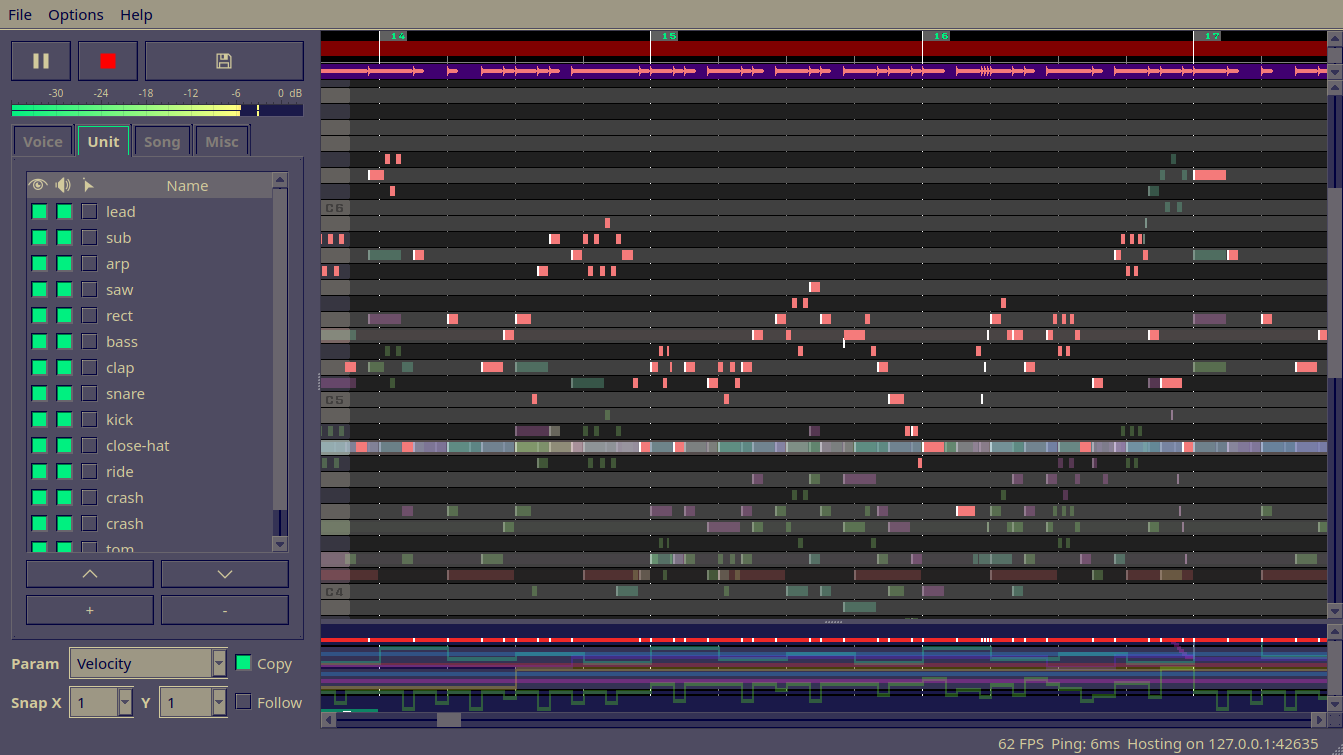 File Options Help
14 15 16 17
-30 -24 -18 -12 -6 0 dB
Voice Unit Song Misc
Name
lead
sub
arp
saw
rect
bass
clap
snare
kick
close-hat
ride
crash
crash
tom
+ -
C6
C5
C4
Param Velocity Copy
Snap X 1 Y 1 Follow
62 FPS Ping: 6ms Hosting on 127.0.0.1:42635